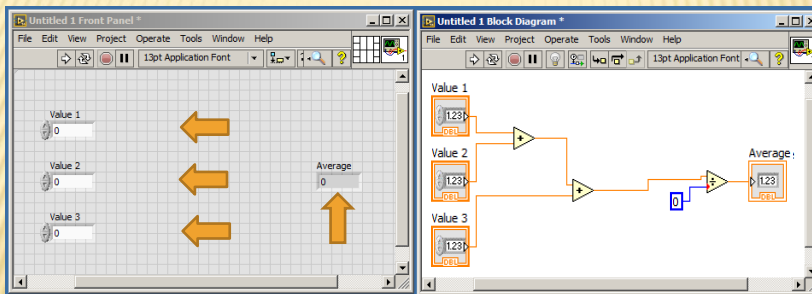 Untitled 1 Front Panel *
File Edit View Project Operate Tools Window Help
13pt Application Font
1
Value 1
0
Value 2
0
Value 3
0
Average
0
Untitled 1 Block Diagram *
File Edit View Project Operate Tools Window Help
13pt Application Font
Value 1
1.23
DBL
Value 2
1.23
DBL
Value 3
1.23
DBL
+
+
÷
0
Average
1.23
DBL